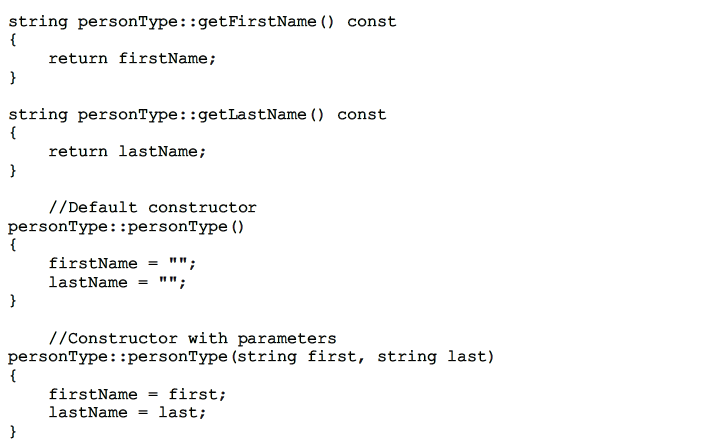 string personType::getFirstName() const
{
    return firstName;
}
string personType::getLastName() const
{
    return lastName;
}
    //Default constructor
personType::personType()
{
    firstName = "";
    lastName = "";
}
    //Constructor with parameters
personType::personType(string first, string last)
{
    firstName = first;
    lastName = last;
}